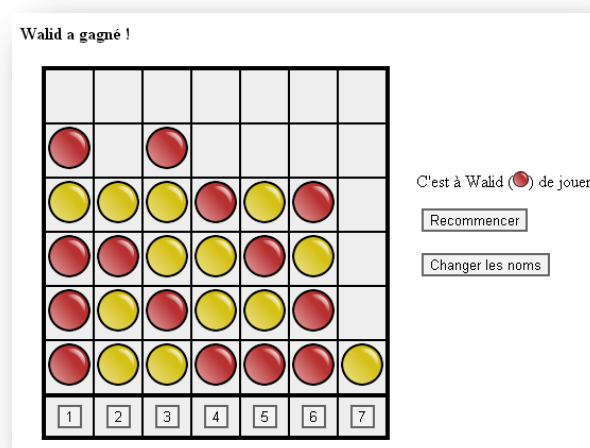 Walid a gagné !
C'est à Walid () de jouer
Recommencer
Changer les noms
1 2 3 4 5 6 7